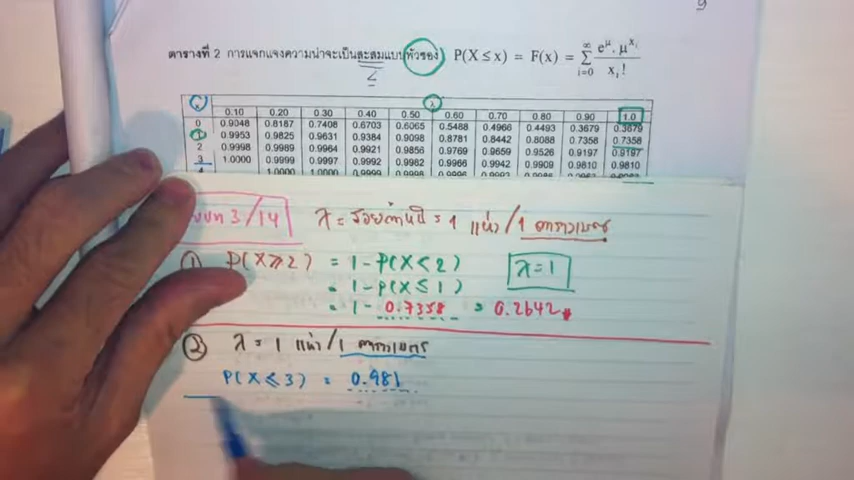 ตารางที่ 2 การแจกแจงความน่าจะเป็นสะสมแบบพัวซอง P(X ≤ x) = F(x) = ∑ i=0 ∞ e^μ . μ^xi / xi!
x λ
0.10 0.20 0.30 0.40 0.50 0.60 0.70 0.80 0.90 1.0
0 0.9048 0.8187 0.7408 0.6703 0.6065 0.5488 0.4966 0.4493 0.3679 0.3679
1 0.9953 0.9825 0.9631 0.9384 0.9098 0.8781 0.8442 0.8088 0.7358 0.7358
2 0.9998 0.9989 0.9964 0.9921 0.9856 0.9769 0.9659 0.9526 0.9197 0.9197
3 1.0000 0.9999 0.9997 0.9992 0.9982 0.9966 0.9942 0.9909 0.9810 0.9810
3/14 λ = รอยตำหนิ = 1 แห่ง / 1 ตารางเมตร
① P(X ≥ 2) = 1 - P(X < 2) λ = 1
= 1 - P(X ≤ 1)
= 1 - 0.7358 = 0.2642
② λ = 1 แห่ง / 1 ตารางเมตร
P(X ≤ 3) = 0.981